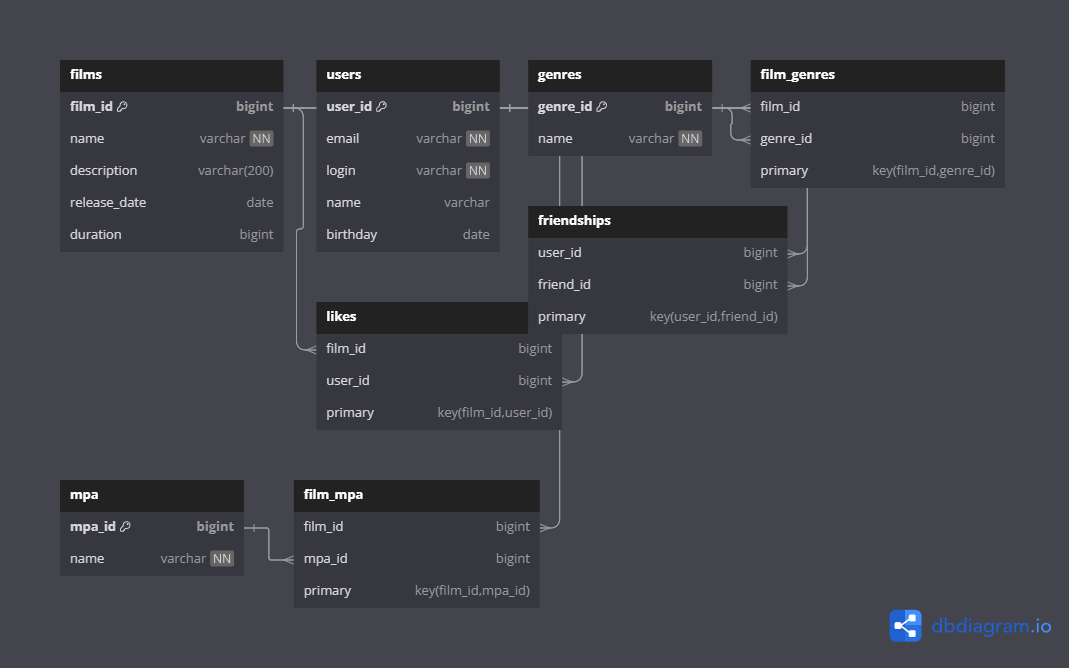 films
film_id bigint
name varchar NN
description varchar(200)
release_date date
duration bigint
users
user_id bigint
email varchar NN
login varchar NN
name varchar
birthday date
genres
genre_id bigint
name varchar NN
film_genres
film_id bigint
genre_id bigint
primary key(film_id,genre_id)
friendships
user_id bigint
friend_id bigint
primary key(user_id,friend_id)
likes
film_id bigint
user_id bigint
primary key(film_id,user_id)
mpa
mpa_id bigint
name varchar NN
film_mpa
film_id bigint
mpa_id bigint
primary key(film_id,mpa_id)
dbdiagram.io